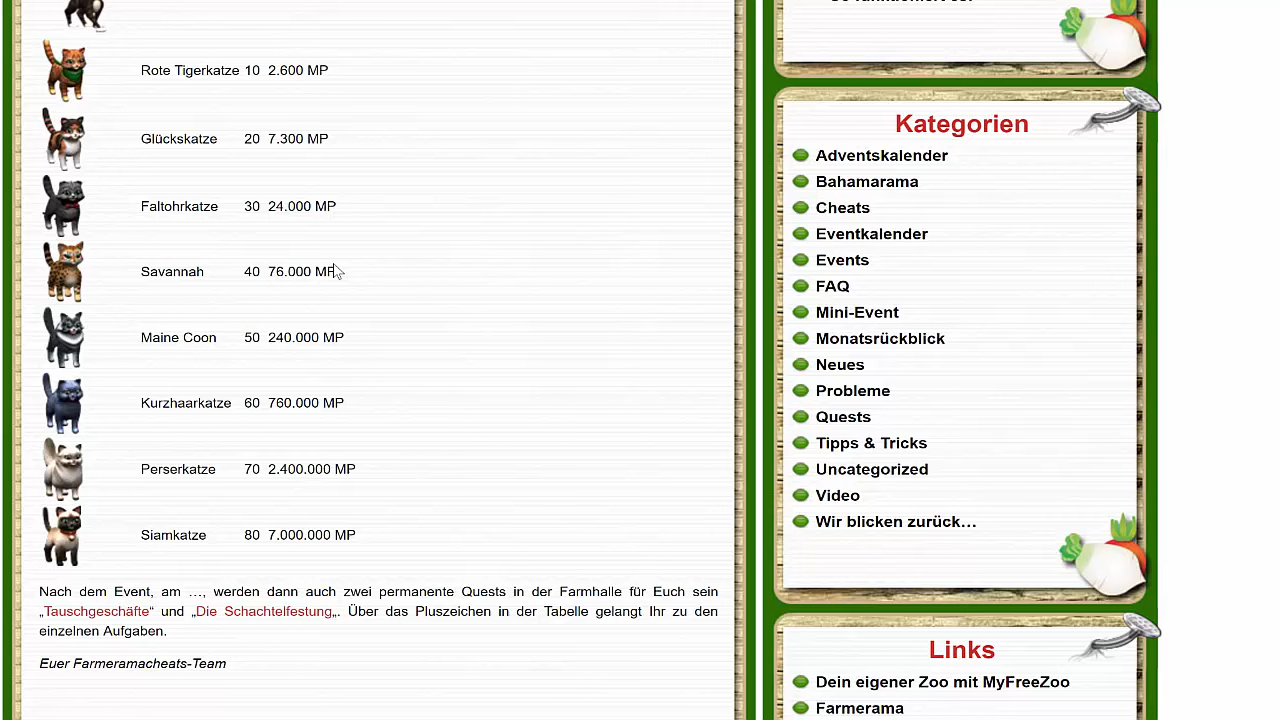 Rote Tigerkatze 10 2.600 MP
Glückskatze 20 7.300 MP
Faltohrkatze 30 24.000 MP
Savannah 40 76.000 MP
Maine Coon 50 240.000 MP
Kurzhaarkatze 60 760.000 MP
Perserkatze 70 2.400.000 MP
Siamkatze 80 7.000.000 MP
Nach dem Event, am …, werden dann auch zwei permanente Quests in der Farmhalle für Euch sein
„Tauschgeschäfte“ und „Die Schachtelfestung„. Über das Pluszeichen in der Tabelle gelangt Ihr zu den
einzelnen Aufgaben.
Euer Farmeramacheats-Team
Kategorien
Adventskalender
Bahamarama
Cheats
Eventkalender
Events
FAQ
Mini-Event
Monatsrückblick
Neues
Probleme
Quests
Tipps & Tricks
Uncategorized
Video
Wir blicken zurück…
Links
Dein eigener Zoo mit MyFreeZoo
Farmerama